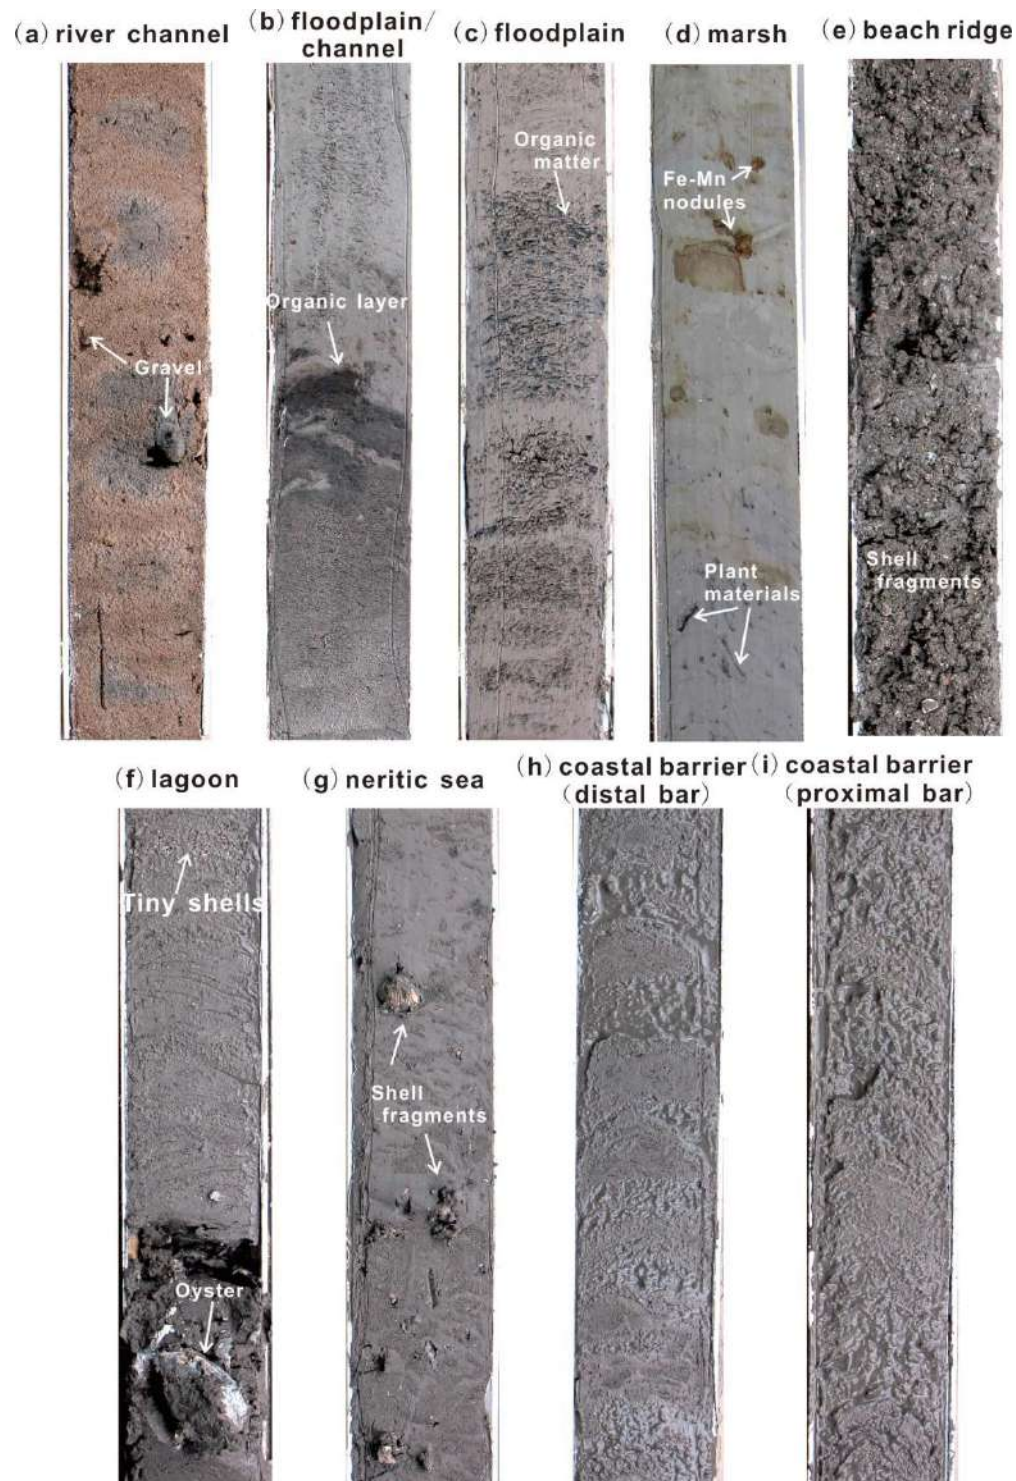 (a) river channel
(b) floodplain/
channel
(c) floodplain
(d) marsh
(e) beach ridge
Organic
matter
Fe-Mn
nodules
Organic layer
Gravel
Shell
fragments
Plant
materials
(f) lagoon
(g) neritic sea
(h) coastal barrier
(distal bar)
(i) coastal barrier
(proximal bar)
Tiny shells
Shell
fragments
Oyster